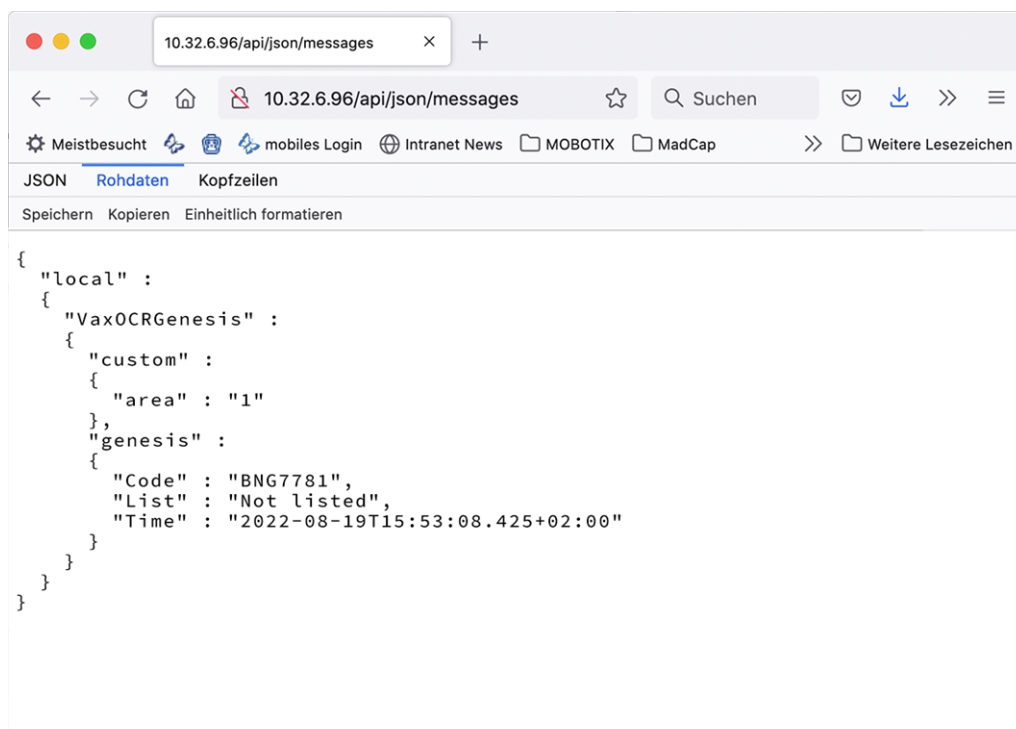 10.32.6.96/api/json/messages
10.32.6.96/api/json/messages Suchen
Meistbesucht mobiles Login Intranet News MOBOTIX MadCap Weitere Lesezeichen
JSON Rohdaten Kopfzeilen
Speichern Kopieren Einheitlich formatieren
{
"local" :
{
"VaxOCRGenesis" :
{
"custom" :
{
"area" : "1"
},
"genesis" :
{
"Code" : "BNG7781",
"List" : "Not listed",
"Time" : "2022-08-19T15:53:08.425+02:00"
}
}
}
}